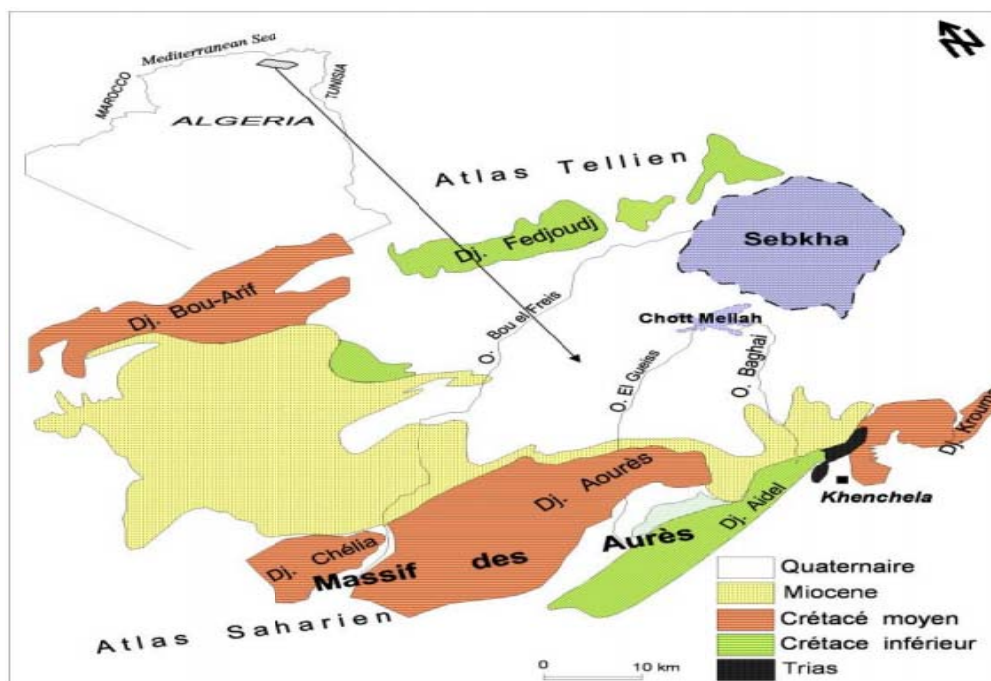 N
Mediterranean Sea
MAROCCO
TUNISIA
ALGERIA
Atlas Tellien
Dj. Fedjoudj
Sebkha
Dj. Bou-Arif
Chott Mellah
O. Bou el Freis
O. El Gueiss
O. Baghai
Dj. Aourès
Dj. Aidel
Khenchela
Dj. Chélia
Massif des Aurès
Atlas Saharien
Quaternaire
Miocene
Crétacé moyen
Crétace inférieur
Trias
0 10 km